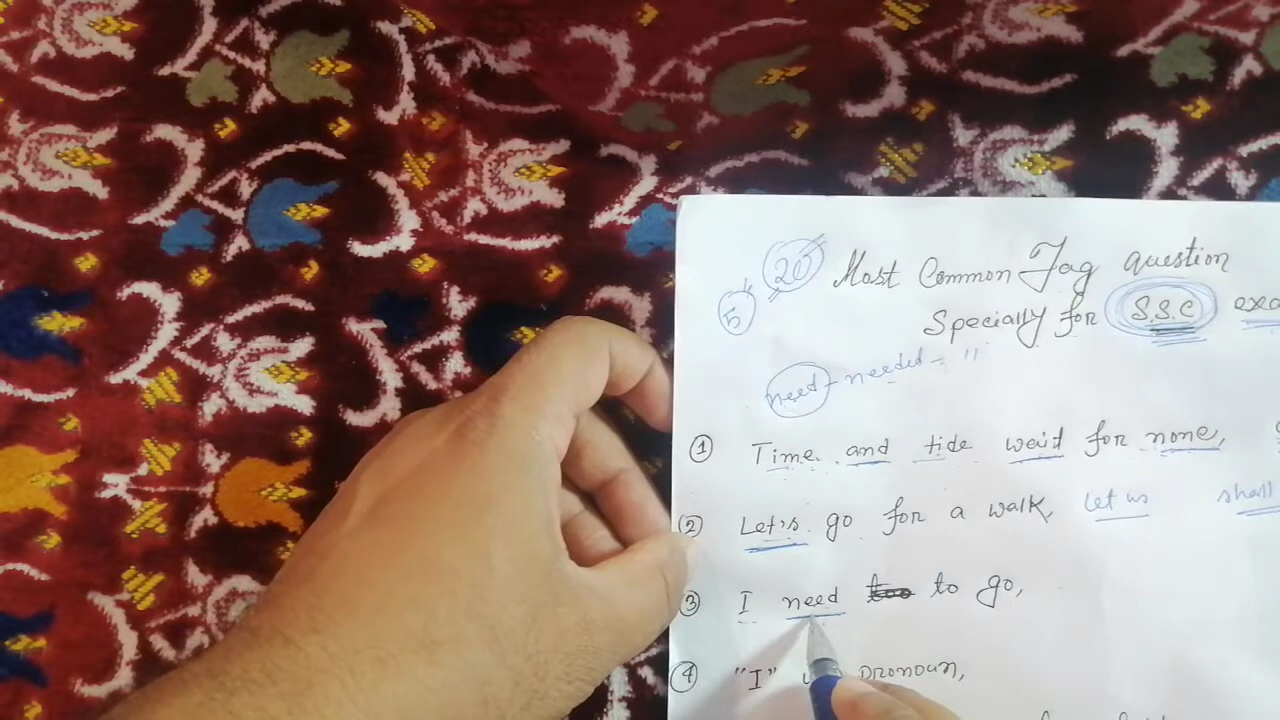 5 20 Most Common Tag question
Specially for S.S.C exa
need - needed - "
① Time and tide wait for none,
② Let's go for a walk, let us shall
③ I need to go,
④ "I" pronoun,